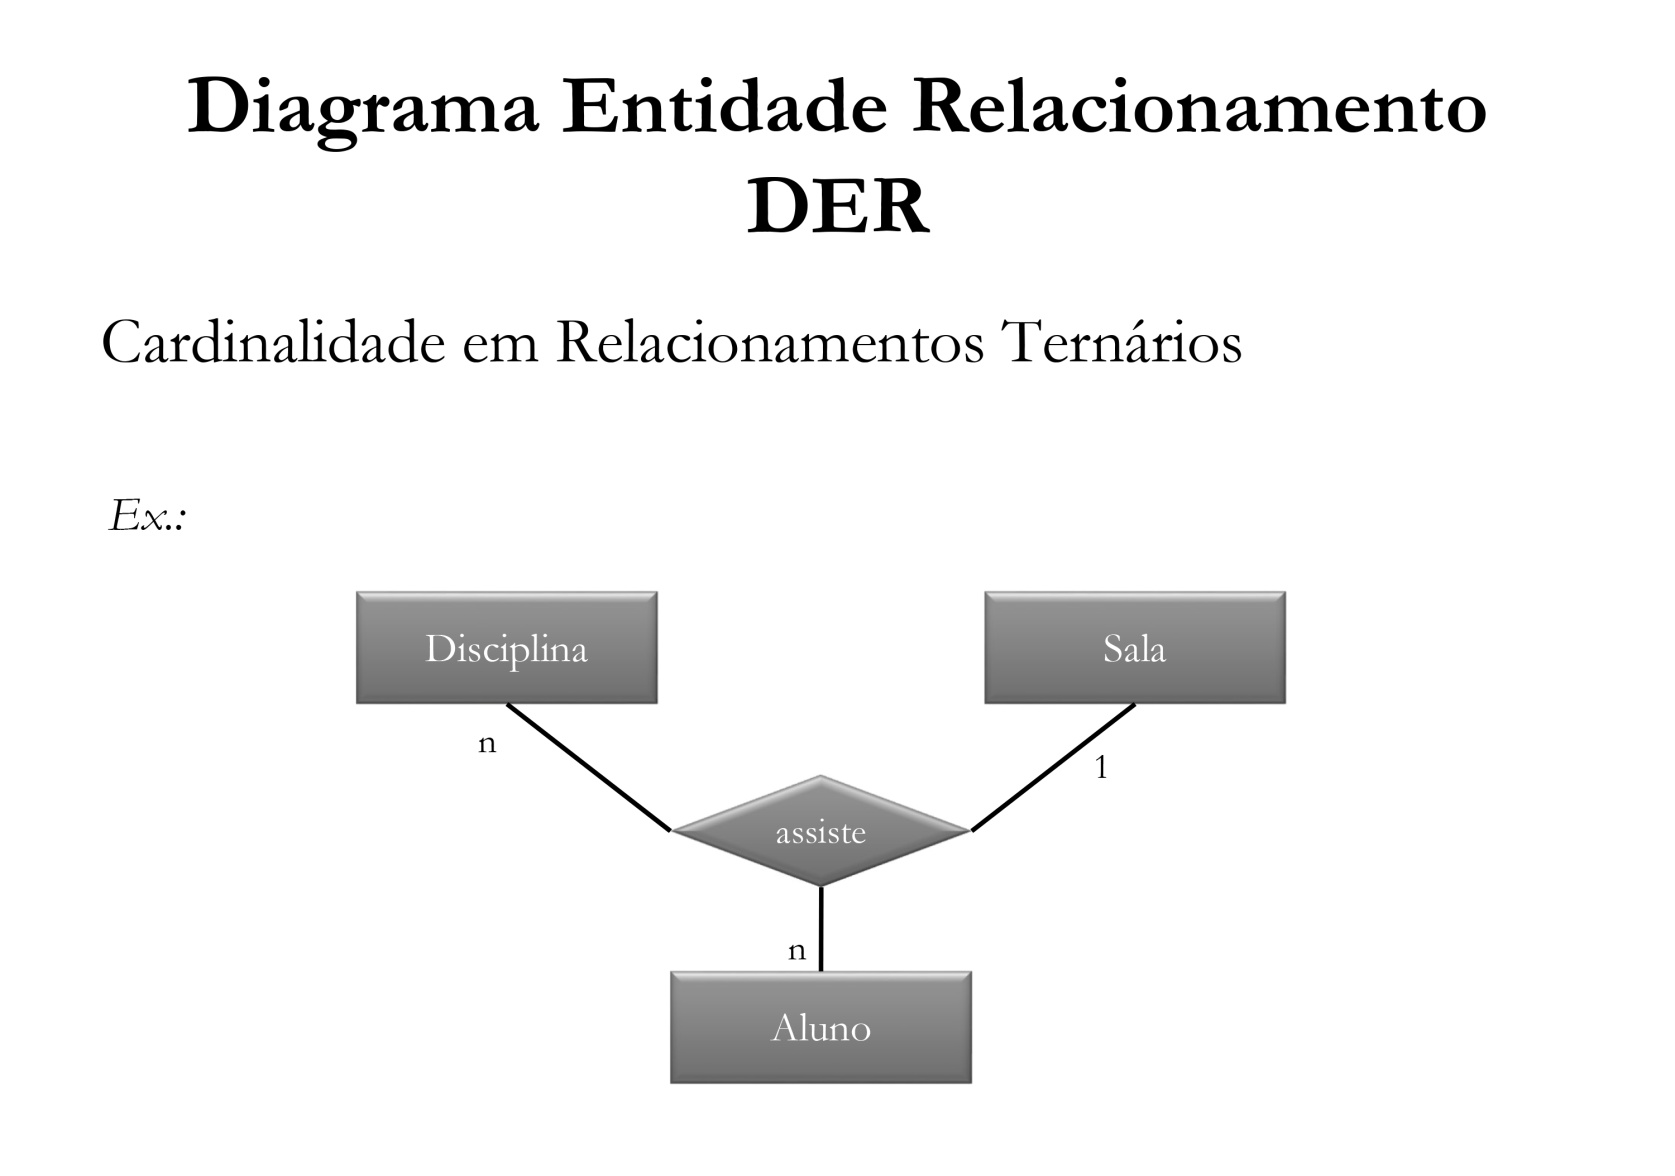 Diagrama Entidade Relacionamento
DER
Cardinalidade em Relacionamentos Ternários
Ex.:
Disciplina
Sala
n
1
assiste
n
Aluno